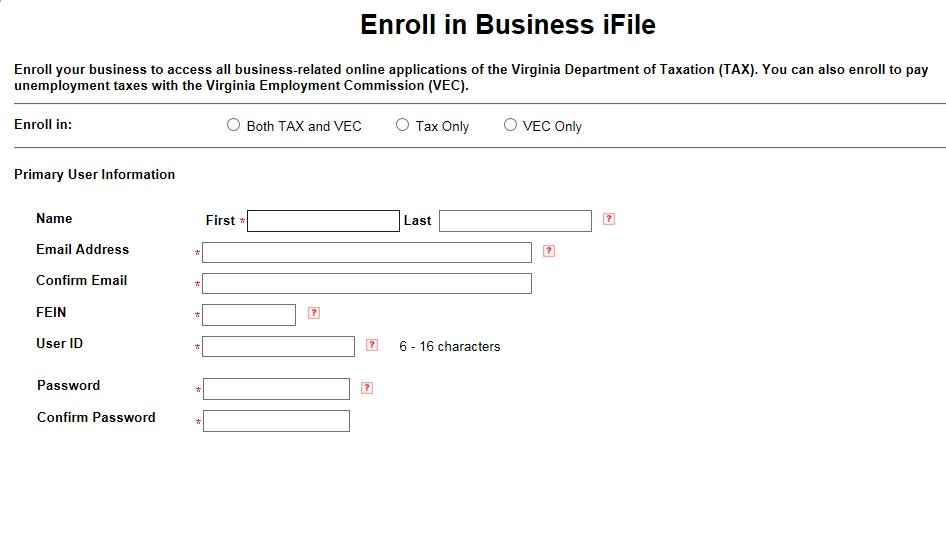 Enroll in Business iFile
Enroll your business to access all business-related online applications of the Virginia Department of Taxation (TAX). You can also enroll to pay
unemployment taxes with the Virginia Employment Commission (VEC).
Enroll in: Both TAX and VEC Tax Only VEC Only
Primary User Information
Name First * Last ?
Email Address * ?
Confirm Email *
FEIN * ?
User ID * ? 6 - 16 characters
Password * ?
Confirm Password *